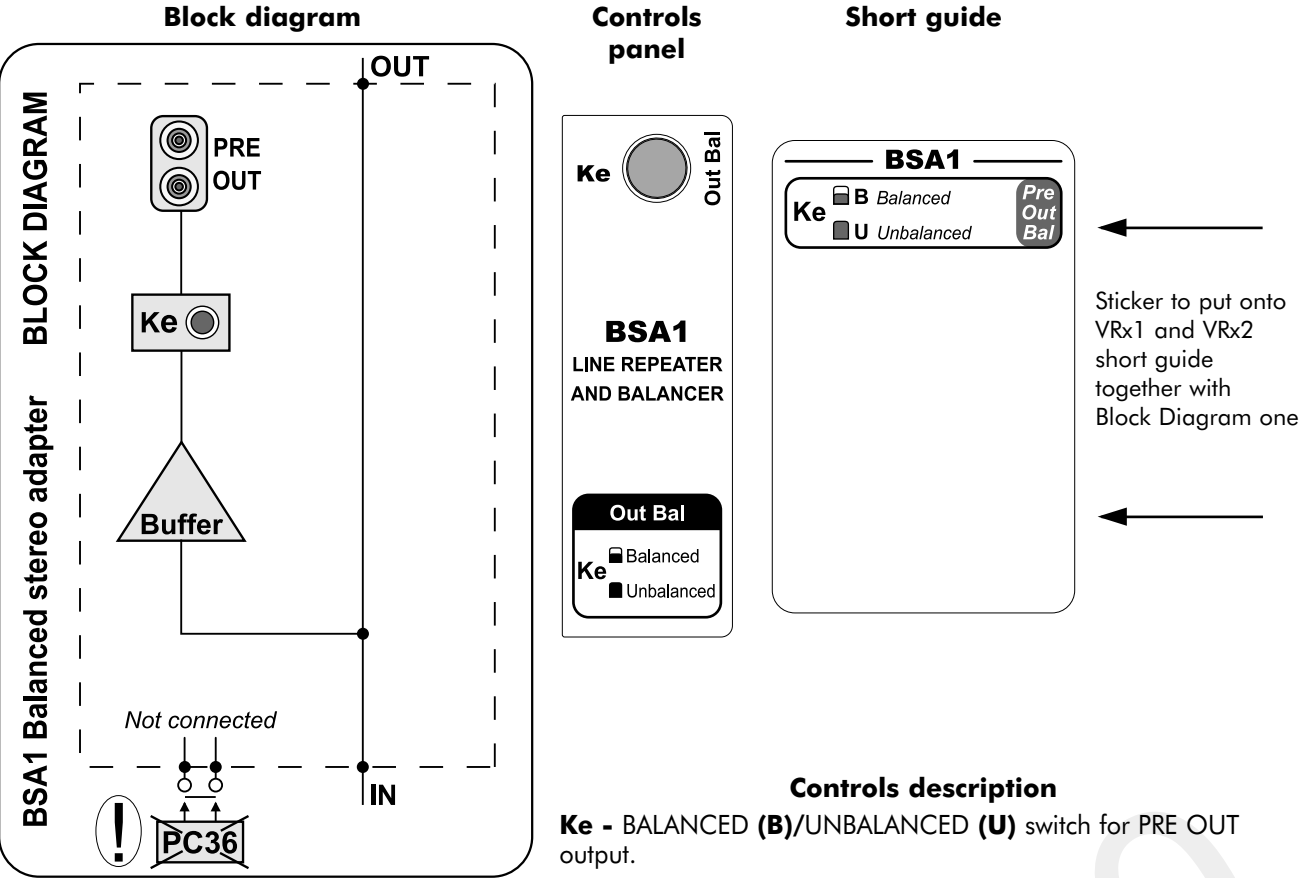 Block diagram
Controls
panel
Short guide
BSA1 Balanced stereo adapter BLOCK DIAGRAM
OUT
PRE
OUT
Ke
Buffer
Not connected
IN
!
PC36
Ke
Out Bal
BSA1
LINE REPEATER
AND BALANCER
Out Bal
Ke
Balanced
Unbalanced
BSA1
Ke
B Balanced
U Unbalanced
Pre
Out
Bal
Sticker to put onto
VRx1 and VRx2
short guide
together with
Block Diagram one
Controls description
Ke - BALANCED (B)/UNBALANCED (U) switch for PRE OUT
output.